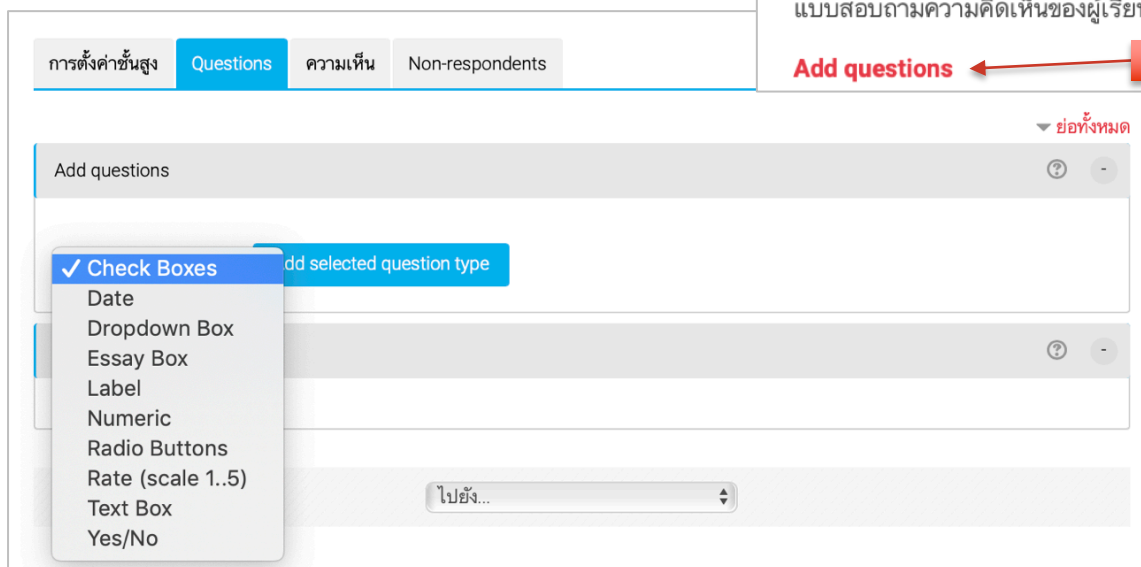 แบบสอบถามความคิดเห็นของผู้เรียน
Add questions
การตั้งค่าชั้นสูง
Questions
ความเห็น
Non-respondents
ย่อทั้งหมด
Add questions
✓ Check Boxes
dd selected question type
Date
Dropdown Box
Essay Box
Label
Numeric
Radio Buttons
Rate (scale 1..5)
Text Box
Yes/No
ไปยัง...